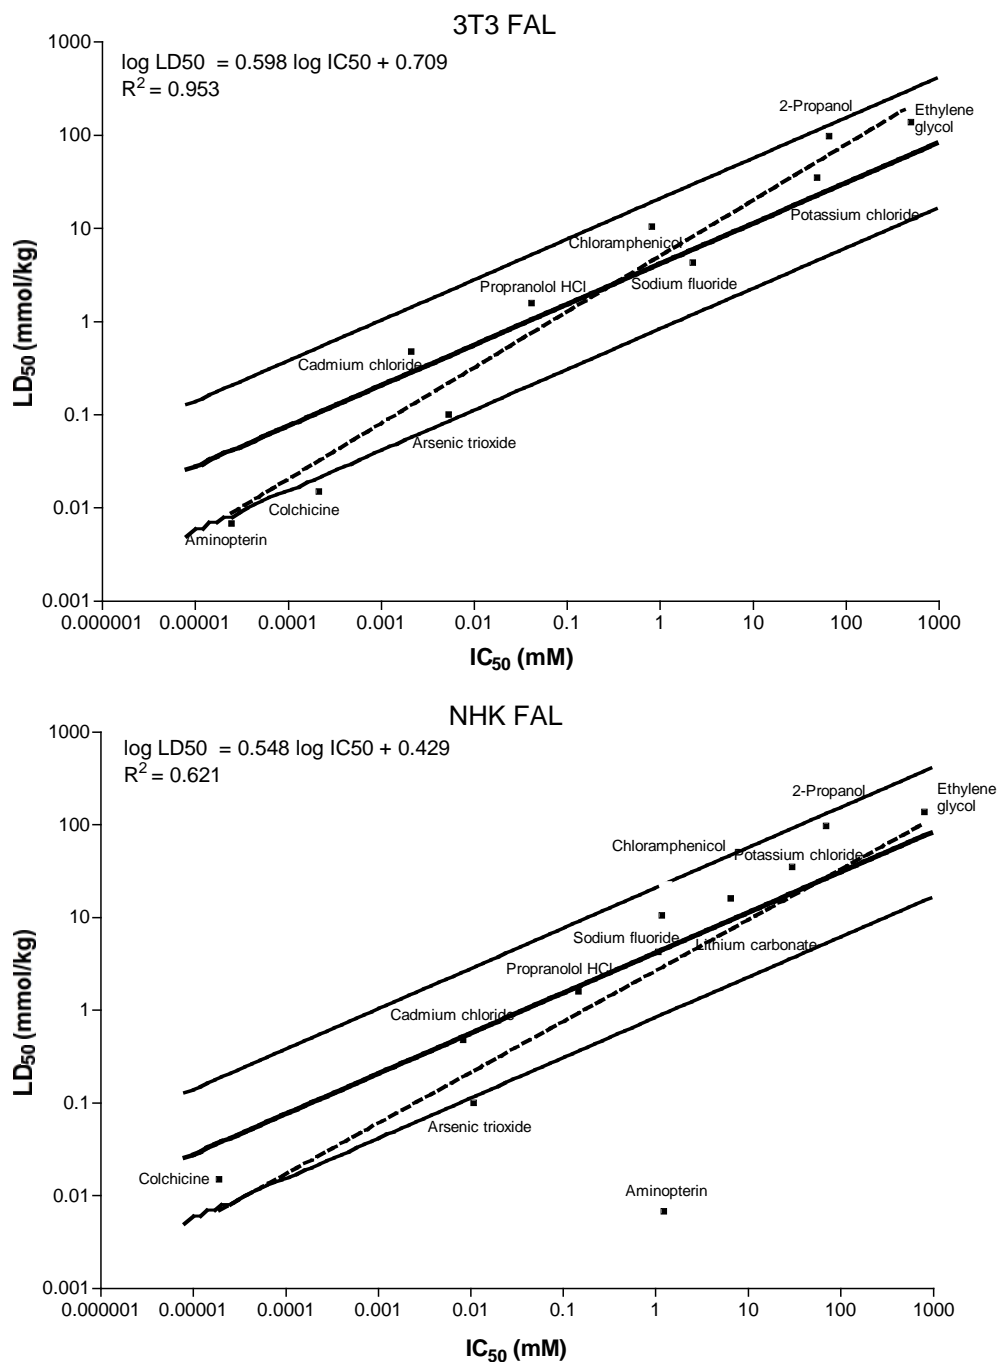 3T3 FAL
log LD50 = 0.598 log IC50 + 0.709
R² = 0.953
1000
100
10
1
0.1
0.01
0.001
LD₅₀ (mmol/kg)
2-Propanol
Ethylene
glycol
Potassium chloride
Chloramphenicol
Sodium fluoride
Propranolol HCl
Cadmium chloride
Arsenic trioxide
Colchicine
Aminopterin
0.000001 0.00001 0.0001 0.001 0.01 0.1 1 10 100 1000
IC₅₀ (mM)
NHK FAL
log LD50 = 0.548 log IC50 + 0.429
R² = 0.621
1000
100
10
1
0.1
0.01
0.001
LD₅₀ (mmol/kg)
2-Propanol
Ethylene
glycol
Chloramphenicol
Potassium chloride
Sodium fluoride
Lithium carbonate
Propranolol HCl
Cadmium chloride
Arsenic trioxide
Colchicine
Aminopterin
0.000001 0.00001 0.0001 0.001 0.01 0.1 1 10 100 1000
IC₅₀ (mM)